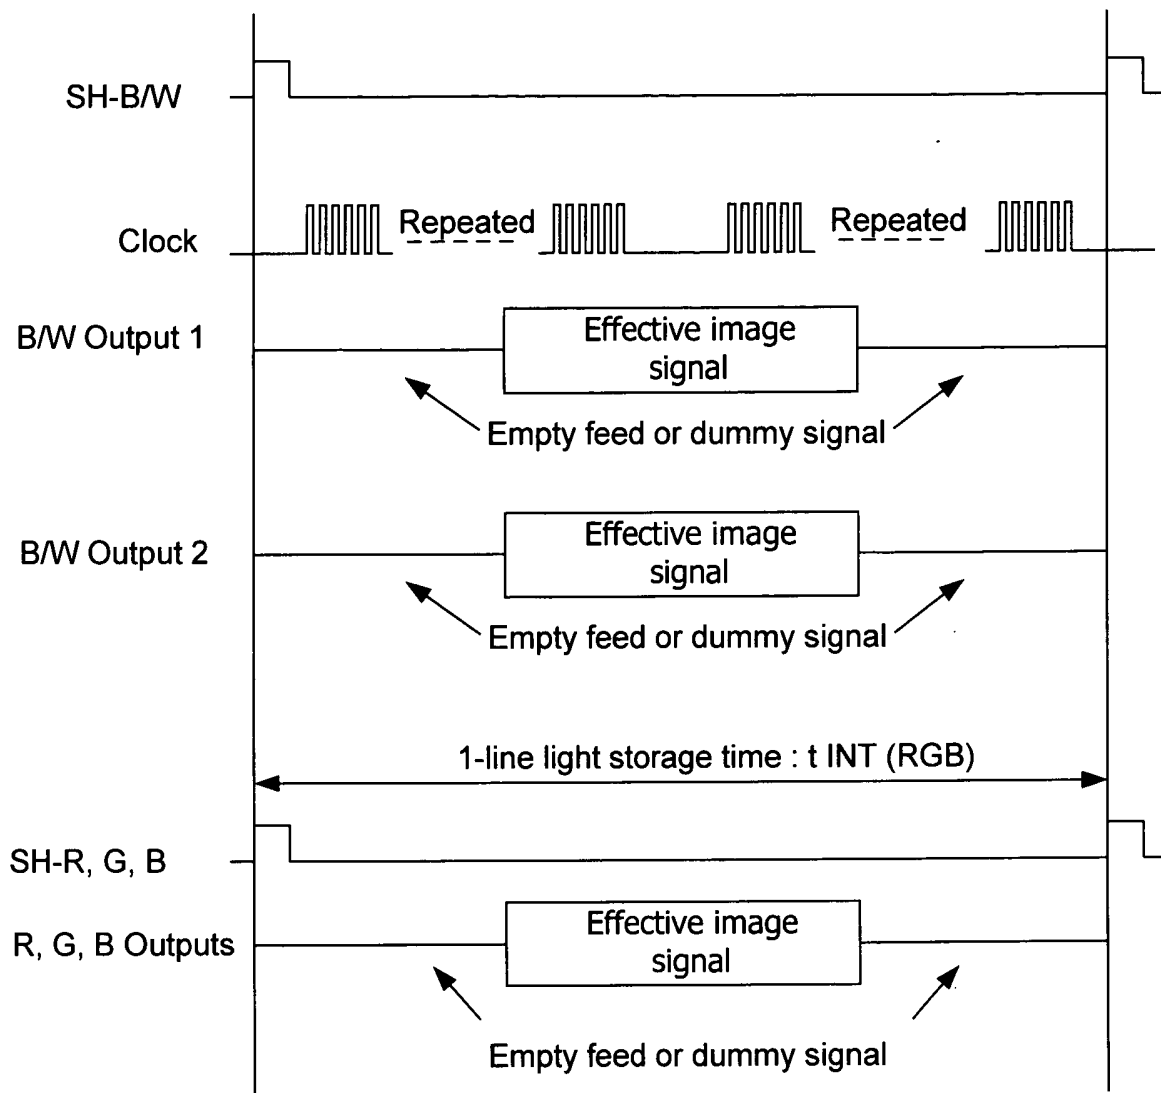 SH-B/W
Clock
Repeated
Repeated
B/W Output 1
Effective image
signal
Empty feed or dummy signal
B/W Output 2
Effective image
signal
Empty feed or dummy signal
1-line light storage time : t INT (RGB)
SH-R, G, B
R, G, B Outputs
Effective image
signal
Empty feed or dummy signal